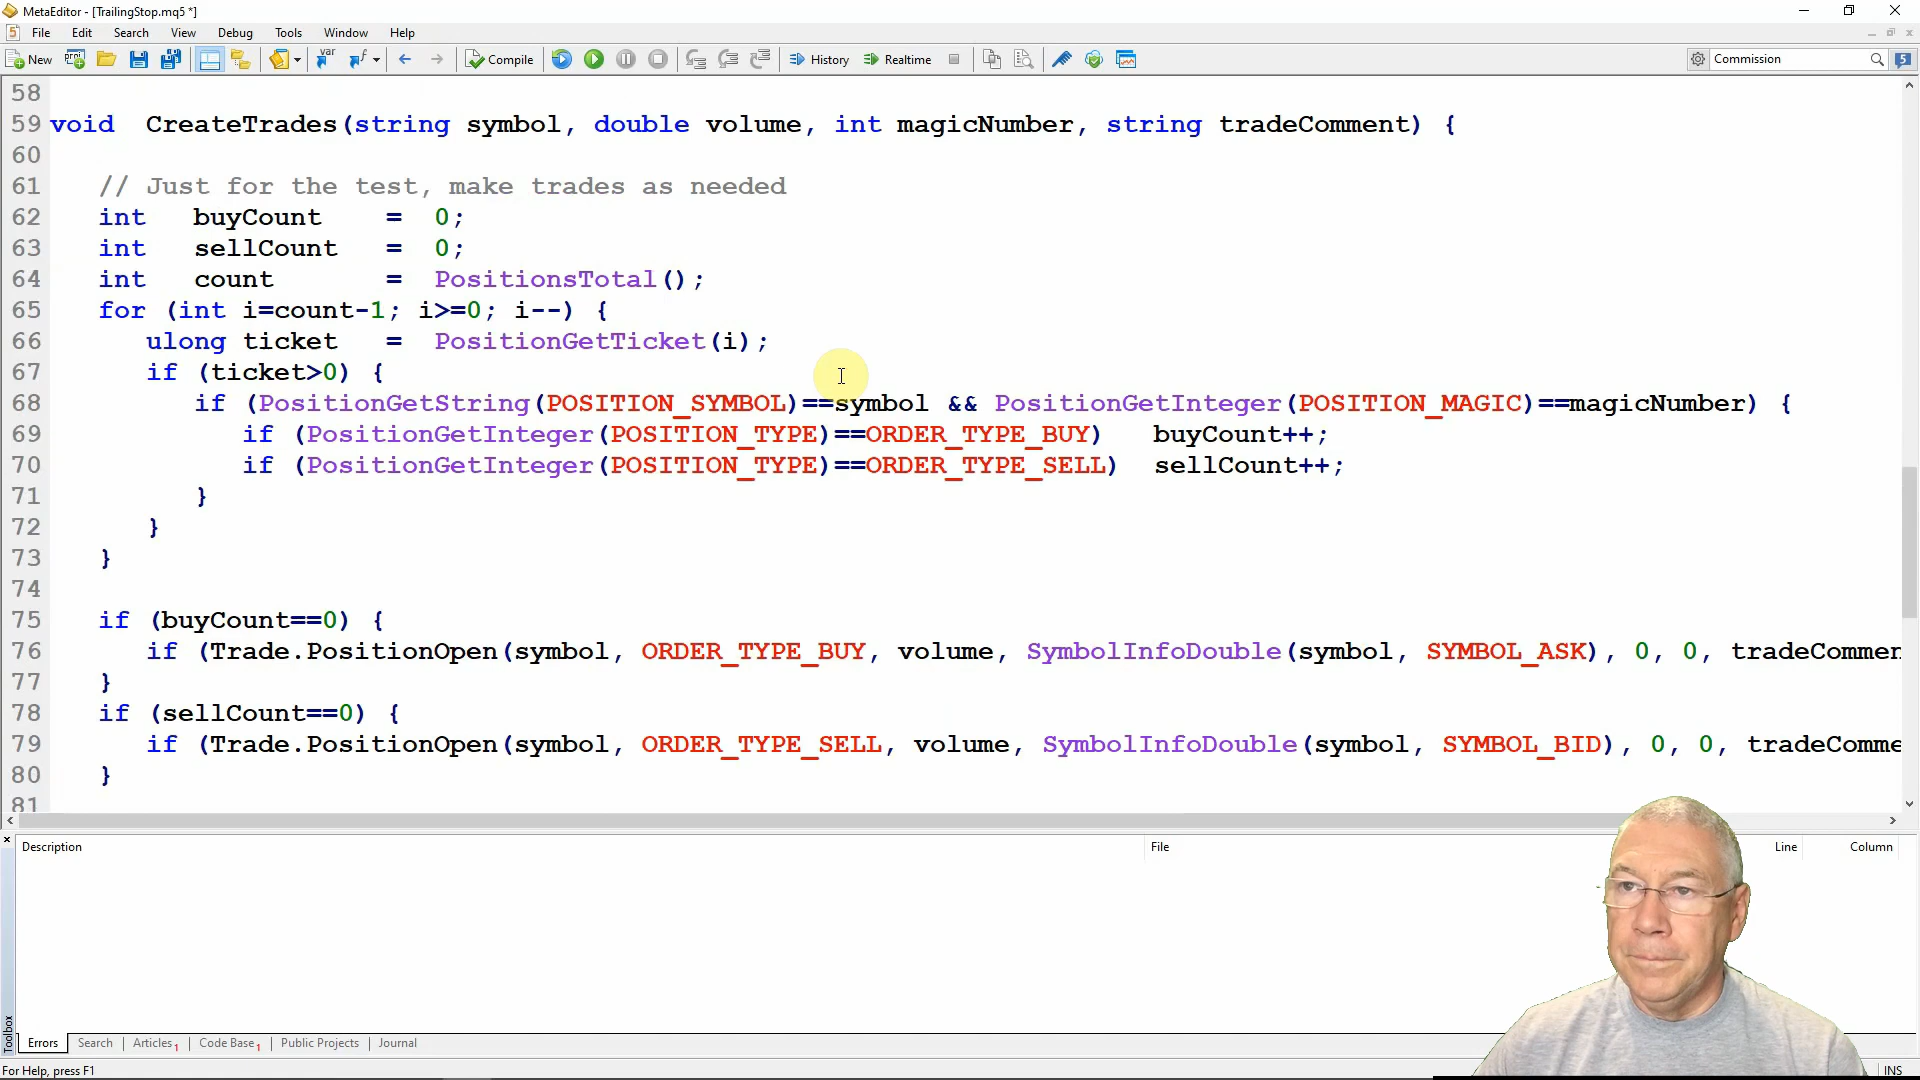 MetaEditor - [TrailingStop.mq5 *]
File Edit Search View Debug Tools Window Help
New Compile History Realtime Commission
58
59 void CreateTrades(string symbol, double volume, int magicNumber, string tradeComment) {
60
61 // Just for the test, make trades as needed
62 int buyCount = 0;
63 int sellCount = 0;
64 int count = PositionsTotal();
65 for (int i=count-1; i>=0; i--) {
66 ulong ticket = PositionGetTicket(i);
67 if (ticket>0) {
68 if (PositionGetString(POSITION_SYMBOL)==symbol && PositionGetInteger(POSITION_MAGIC)==magicNumber) {
69 if (PositionGetInteger(POSITION_TYPE)==ORDER_TYPE_BUY) buyCount++;
70 if (PositionGetInteger(POSITION_TYPE)==ORDER_TYPE_SELL) sellCount++;
71 }
72 }
73 }
74
75 if (buyCount==0) {
76 if (Trade.PositionOpen(symbol, ORDER_TYPE_BUY, volume, SymbolInfoDouble(symbol, SYMBOL_ASK), 0, 0, tradeCommen
77 }
78 if (sellCount==0) {
79 if (Trade.PositionOpen(symbol, ORDER_TYPE_SELL, volume, SymbolInfoDouble(symbol, SYMBOL_BID), 0, 0, tradeComme
80 }
81
Description File Line Column
Toolbox
Errors Search Articles 1 Code Base 1 Public Projects Journal
For Help, press F1 INS